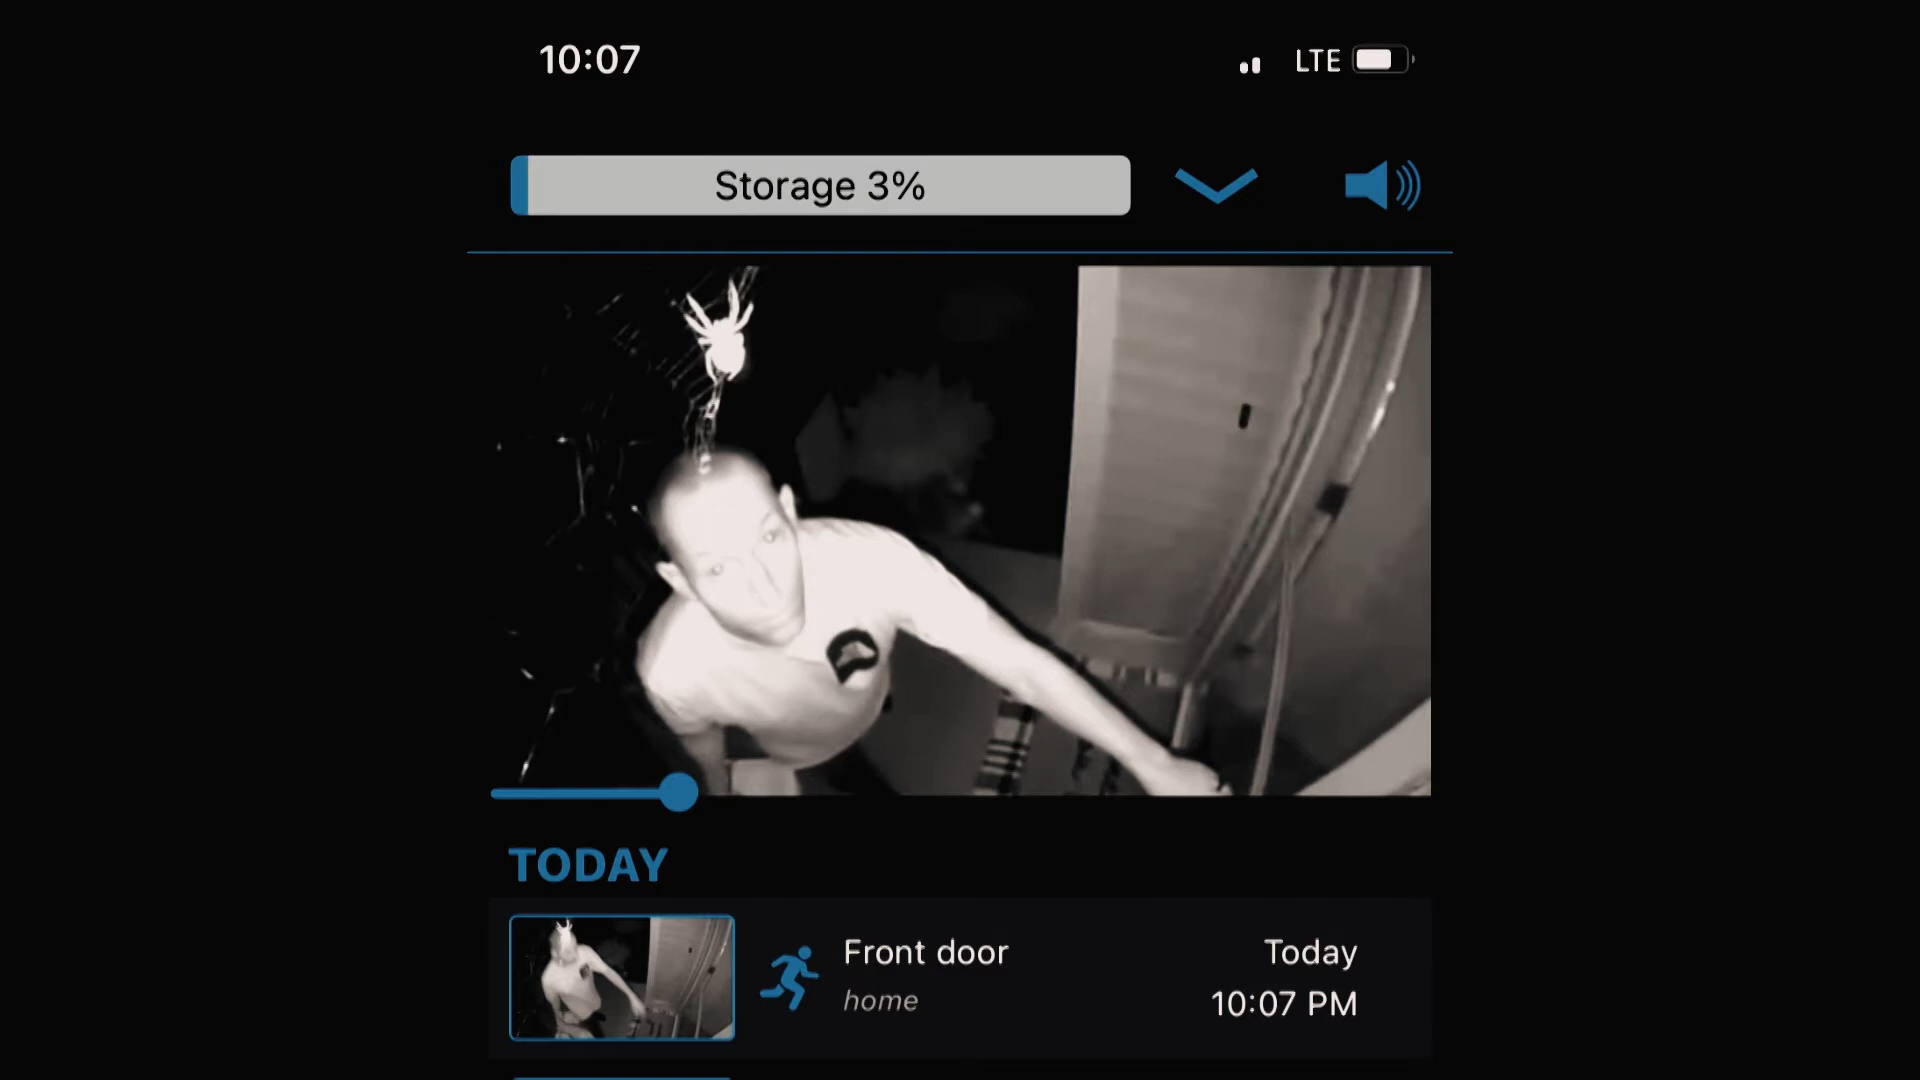 10:07
LTE
Storage 3%
TODAY
Front door
Today
home
10:07 PM